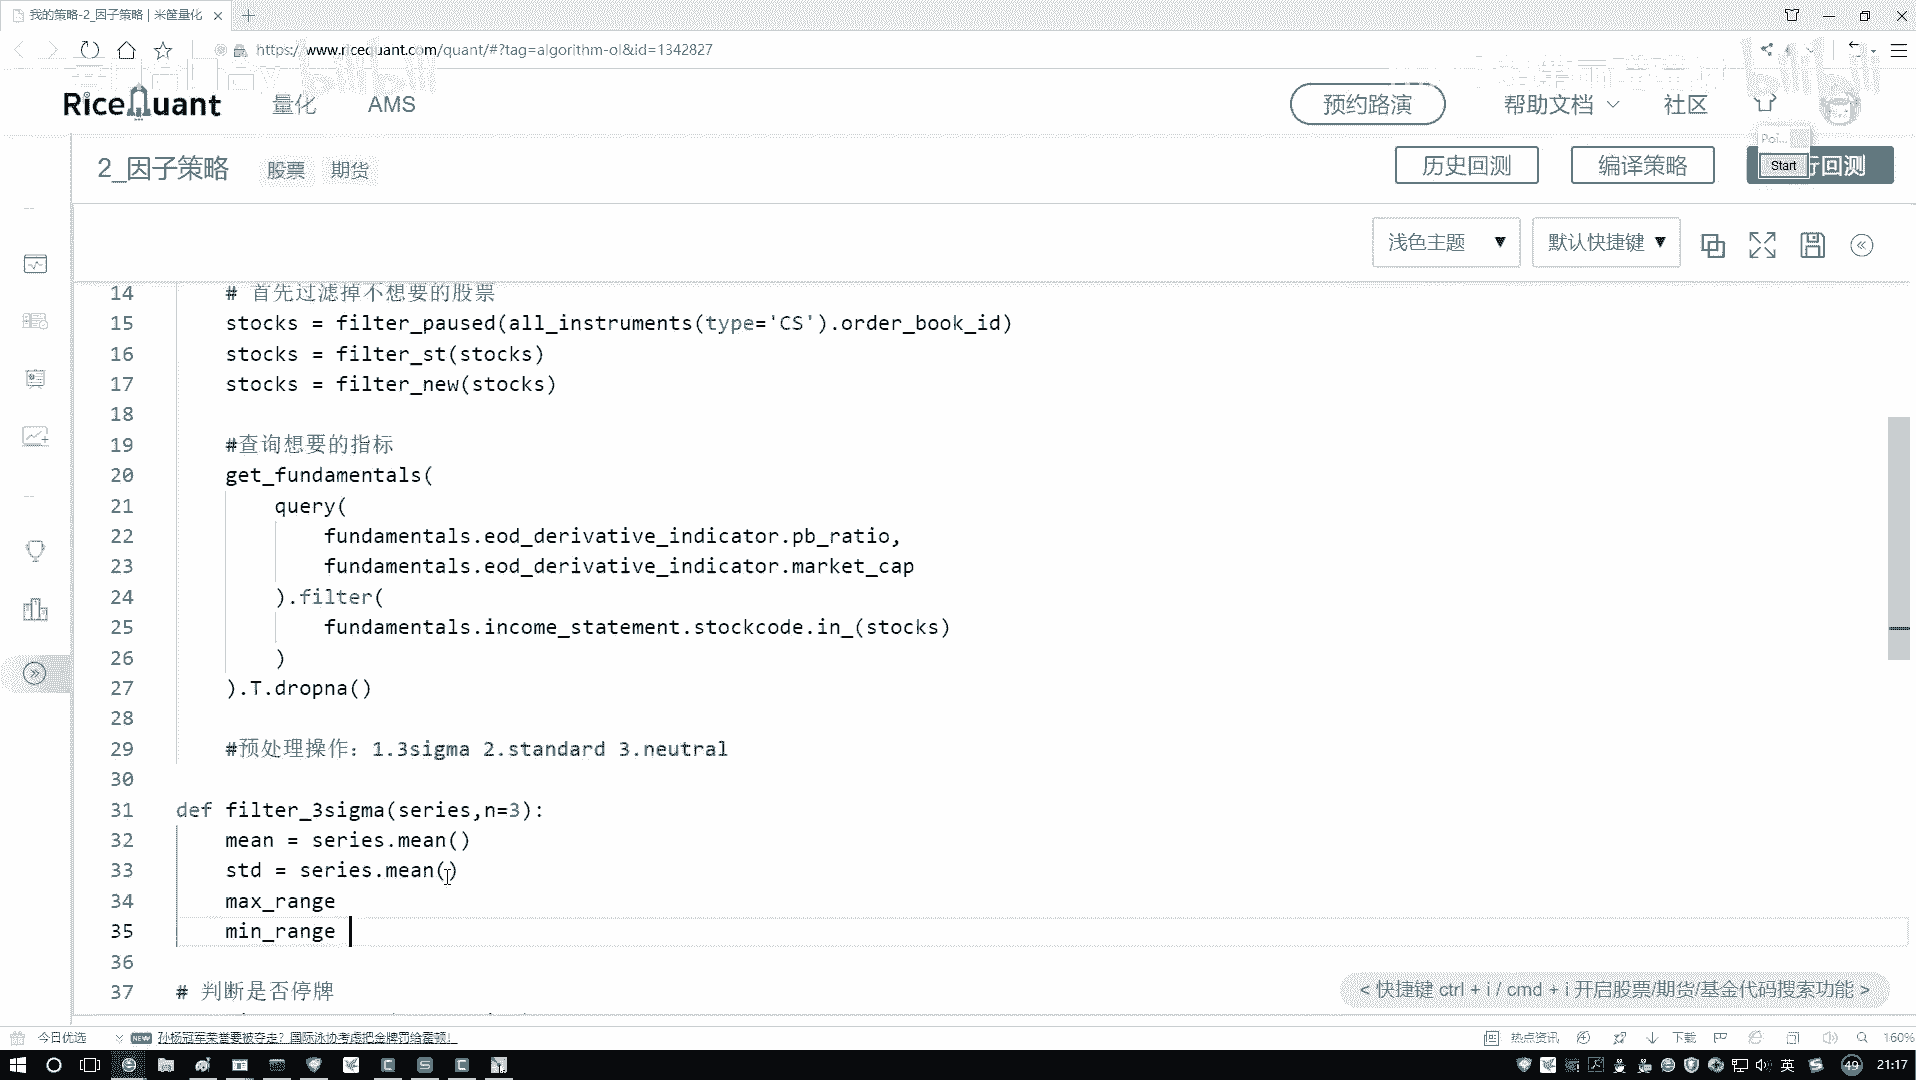 我的策略-2_因子策略 | 米筐量化
https://www.ricequant.com/quant/#?tag=algorithm-ol&id=1342827
bilibili
bilibili
RiceQuant 量化 AMS 预约路演 帮助文档 社区
Poi...
2_因子策略 股票 期货 历史回测 编译策略 Start 行回测
浅色主题 默认快捷键
14 # 首先过滤掉不想要的股票
15 stocks = filter_paused(all_instruments(type='CS').order_book_id)
16 stocks = filter_st(stocks)
17 stocks = filter_new(stocks)
18
19 #查询想要的指标
20 get_fundamentals(
21 query(
22 fundamentals.eod_derivative_indicator.pb_ratio,
23 fundamentals.eod_derivative_indicator.market_cap
24 ).filter(
25 fundamentals.income_statement.stockcode.in_(stocks)
26 )
27 ).T.dropna()
28
29 #预处理操作：1.3sigma 2.standard 3.neutral
30
31 def filter_3sigma(series,n=3):
32 mean = series.mean()
33 std = series.mean()
34 max_range
35 min_range
36
37 # 判断是否停牌
< 快捷键 ctrl + i / cmd + i 开启股票/期货/基金代码搜索功能 >
今日优选 NEW 孙杨冠军荣誉要被夺走？国际泳协考虑把金牌罚给霍顿！ 热点资讯 下载 160%
英 49 21:17